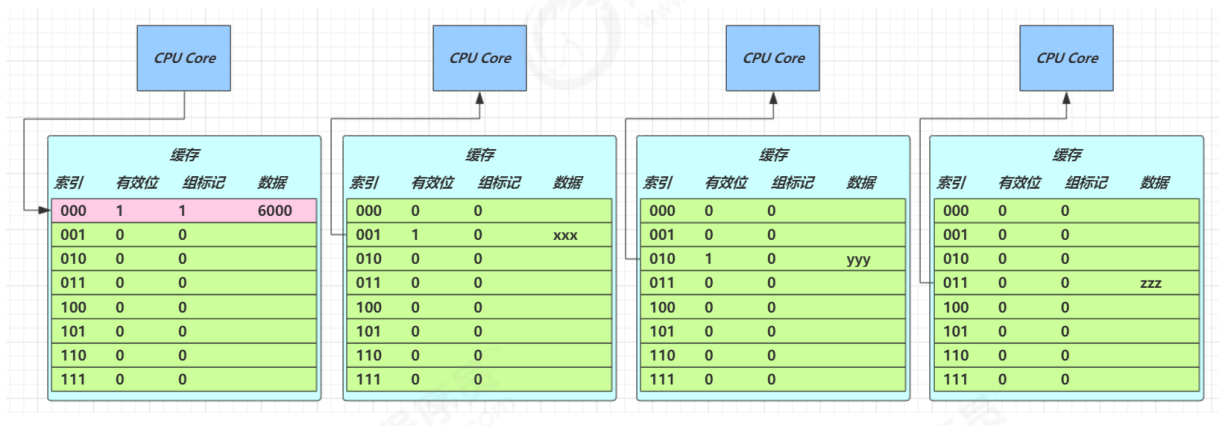 CPU Core CPU Core CPU Core CPU Core
缓存 缓存 缓存 缓存
索引 有效位 组标记 数据 索引 有效位 组标记 数据 索引 有效位 组标记 数据 索引 有效位 组标记 数据
000 1 1 6000 000 0 0 000 0 0 000 0 0
001 0 0 001 1 0 xxx 001 0 0 001 0 0
010 0 0 010 0 0 010 1 0 yyy 010 0 0
011 0 0 011 0 0 011 0 0 011 0 0 zzz
100 0 0 100 0 0 100 0 0 100 0 0
101 0 0 101 0 0 101 0 0 101 0 0
110 0 0 110 0 0 110 0 0 110 0 0
111 0 0 111 0 0 111 0 0 111 0 0